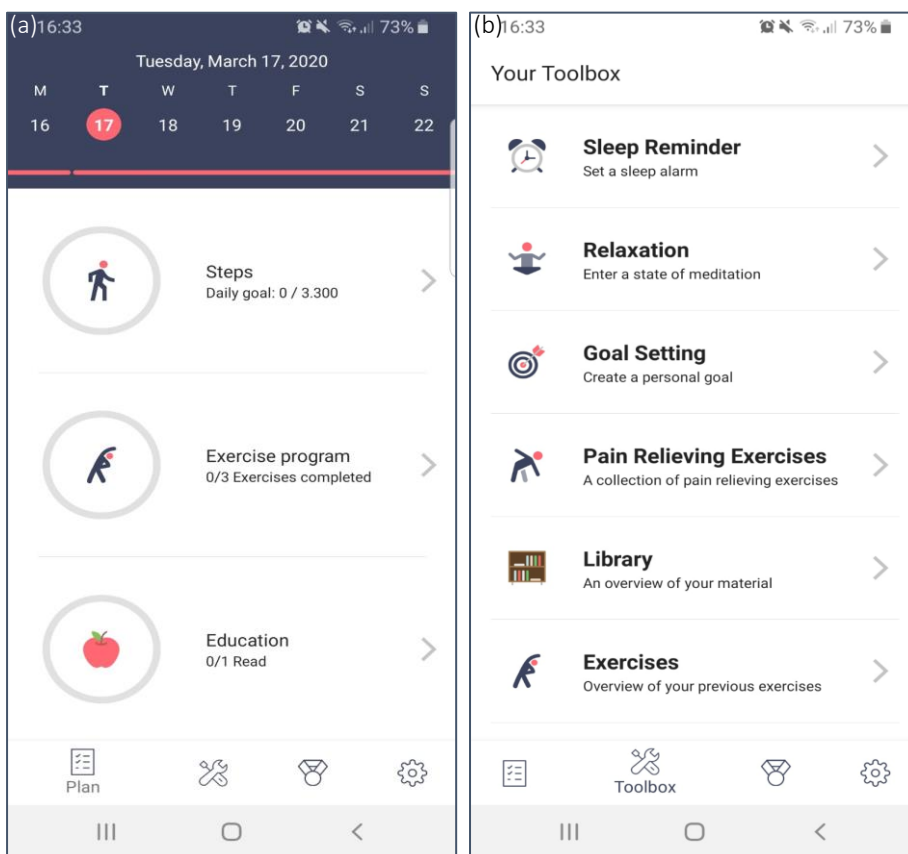 (a)16:33 73%
Tuesday, March 17, 2020
M T W T F S S
16 17 18 19 20 21 22
Steps
Daily goal: 0 / 3.300
Exercise program
0/3 Exercises completed
Education
0/1 Read
Plan
(b)16:33 73%
Your Toolbox
Sleep Reminder
Set a sleep alarm
Relaxation
Enter a state of meditation
Goal Setting
Create a personal goal
Pain Relieving Exercises
A collection of pain relieving exercises
Library
An overview of your material
Exercises
Overview of your previous exercises
Toolbox